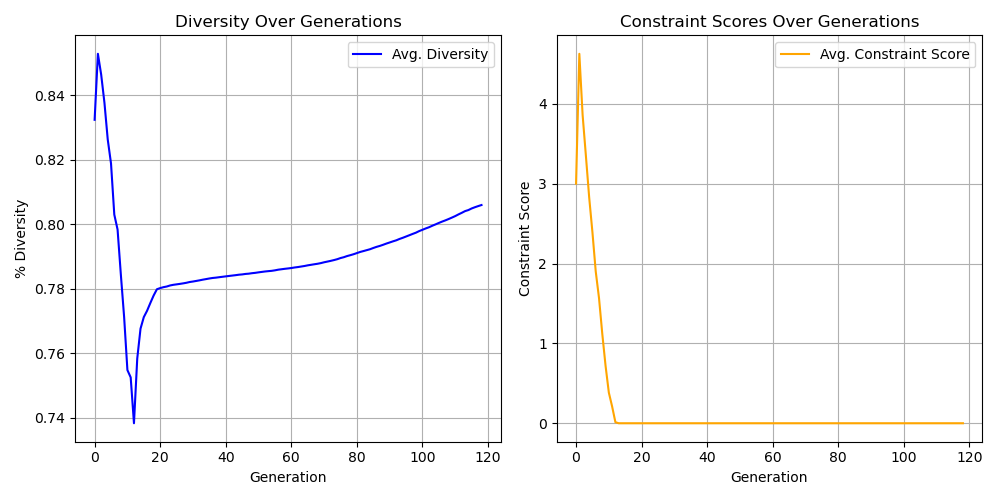 Diversity Over Generations
Avg. Diversity
% Diversity
0.84
0.82
0.80
0.78
0.76
0.74
0 20 40 60 80 100 120
Generation
Constraint Scores Over Generations
Avg. Constraint Score
Constraint Score
4
3
2
1
0
0 20 40 60 80 100 120
Generation